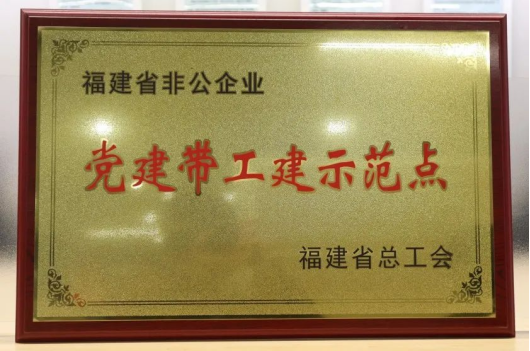 福建省非公企业
党建带工建示范点
福建省总工会